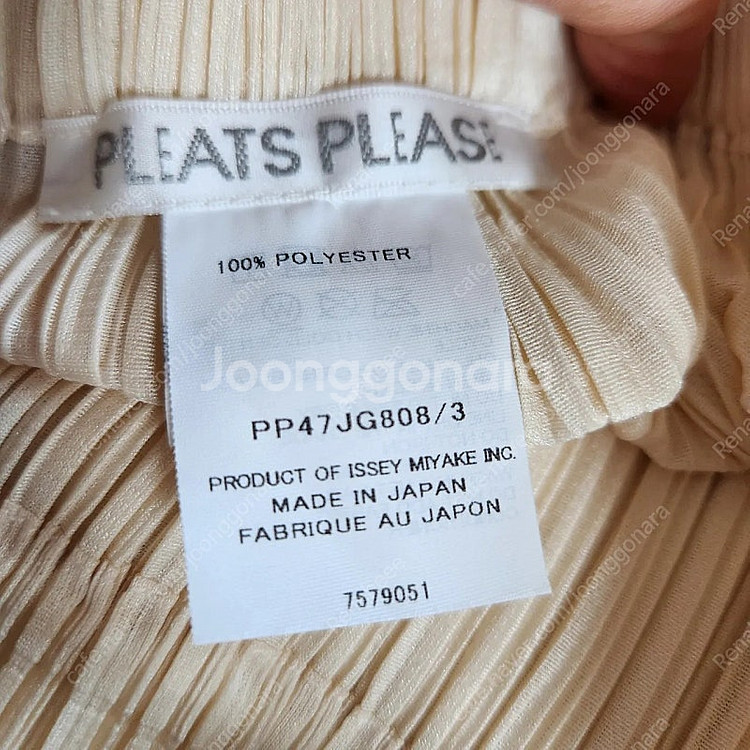 PLEATS PLEASE
100% POLYESTER
Joonggonara
PP47JG808/3
PRODUCT OF ISSEY MIYAKE INC.
MADE IN JAPAN
FABRIQUE AU JAPON
7579051